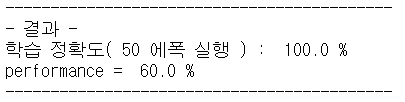 - 결과 -
학습 정확도( 50 에폭 실행 ) :  100.0 %
performance =  60.0 %